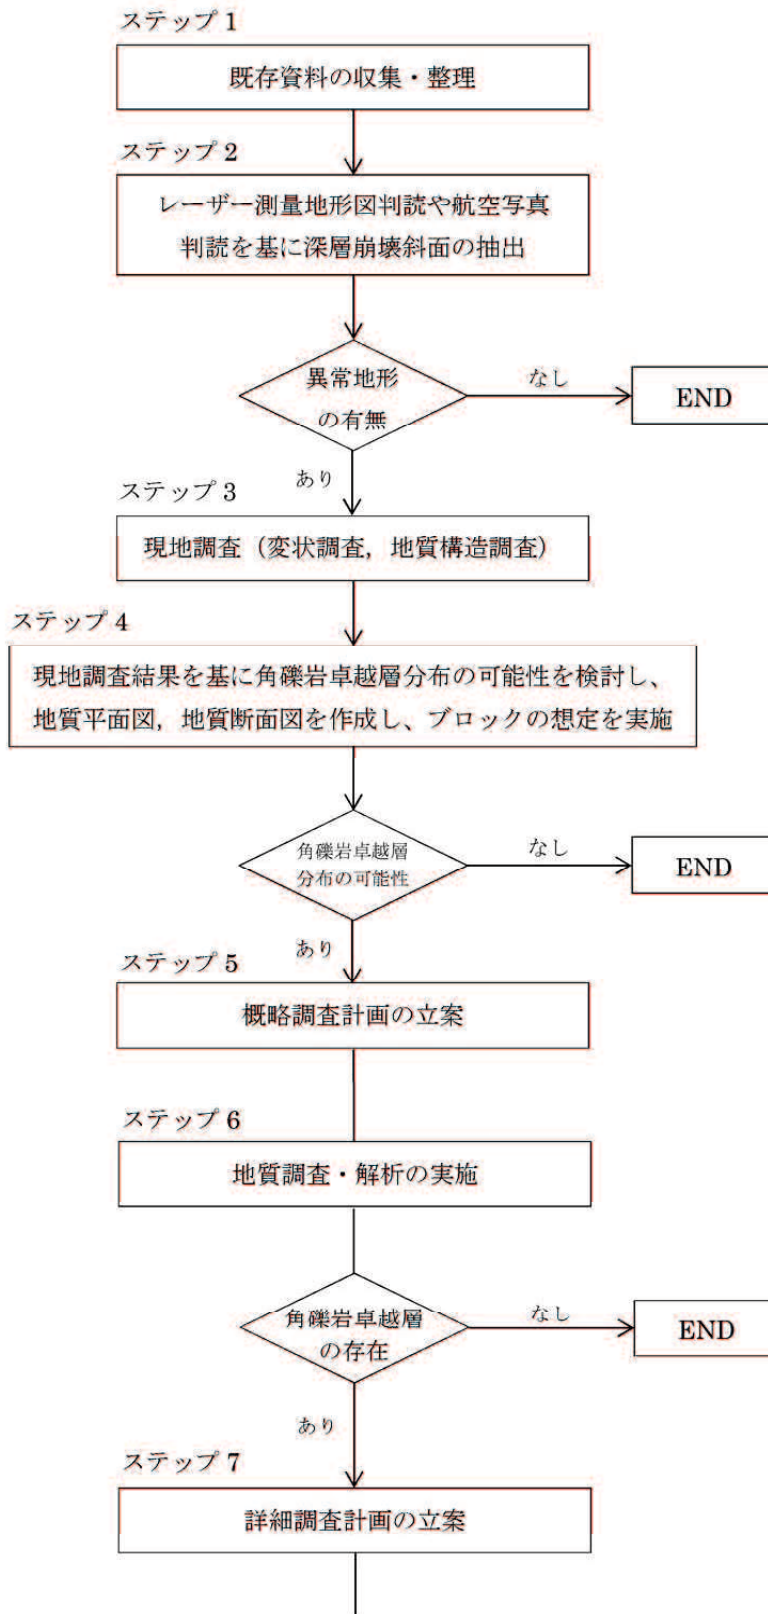 ステップ 1
既存資料の収集・整理
ステップ 2
レーザー測量地形図判読や航空写真
判読を基に深層崩壊斜面の抽出
異常地形
の有無
なし
END
あり
ステップ 3
現地調査（変状調査，地質構造調査）
ステップ 4
現地調査結果を基に角礫岩卓越層分布の可能性を検討し、
地質平面図，地質断面図を作成し、ブロックの想定を実施
角礫岩卓越層
分布の可能性
なし
END
あり
ステップ 5
概略調査計画の立案
ステップ 6
地質調査・解析の実施
角礫岩卓越層
の存在
なし
END
あり
ステップ 7
詳細調査計画の立案